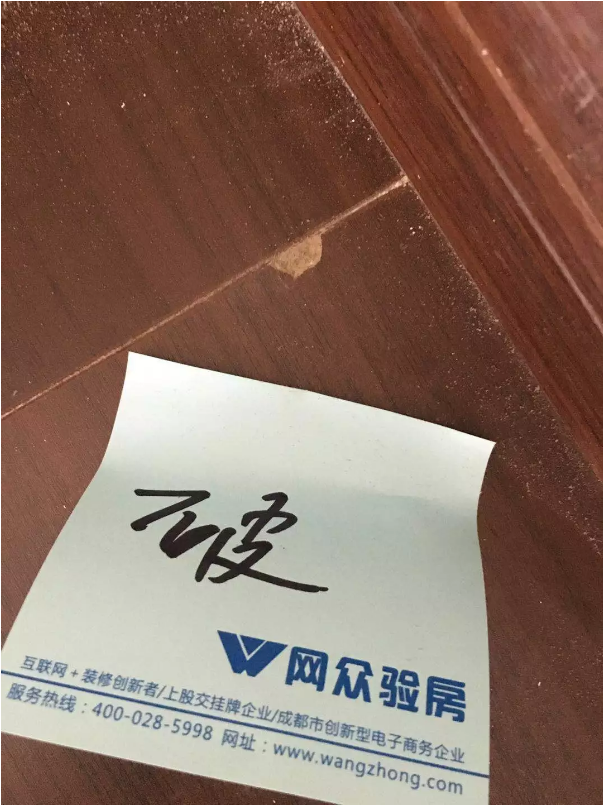 破
网众验房
互联网+装修创新者/上股交挂牌企业/成都市创新型电子商务企业
服务热线：400-028-5998 网址：www.wangzhong.com